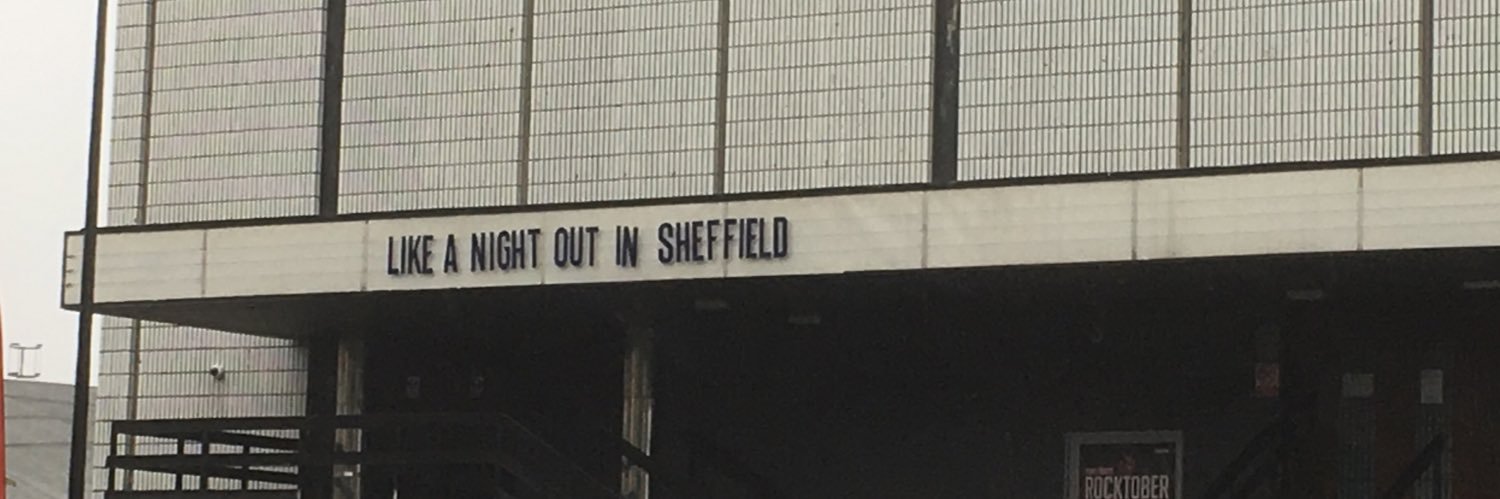 LIKE A NIGHT OUT IN SHEFFIELD
ROCKTOBER